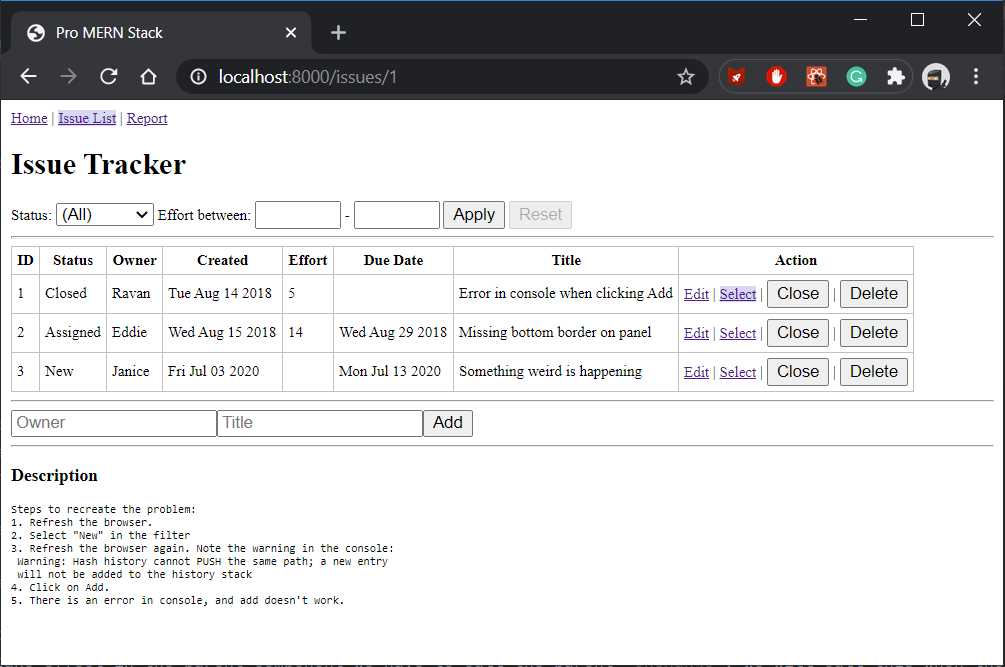 Pro MERN Stack
localhost:8000/issues/1
Home | Issue List | Report
Issue Tracker
Status: (All) Effort between: - Apply Reset
ID Status Owner Created Effort Due Date Title Action
1 Closed Ravan Tue Aug 14 2018 5 Error in console when clicking Add Edit | Select | Close | Delete
2 Assigned Eddie Wed Aug 15 2018 14 Wed Aug 29 2018 Missing bottom border on panel Edit | Select | Close | Delete
3 New Janice Fri Jul 03 2020 Mon Jul 13 2020 Something weird is happening Edit | Select | Close | Delete
Owner Title Add
Description
Steps to recreate the problem:
1. Refresh the browser.
2. Select "New" in the filter
3. Refresh the browser again. Note the warning in the console:
Warning: Hash history cannot PUSH the same path; a new entry
will not be added to the history stack
4. Click on Add.
5. There is an error in console, and add doesn't work.